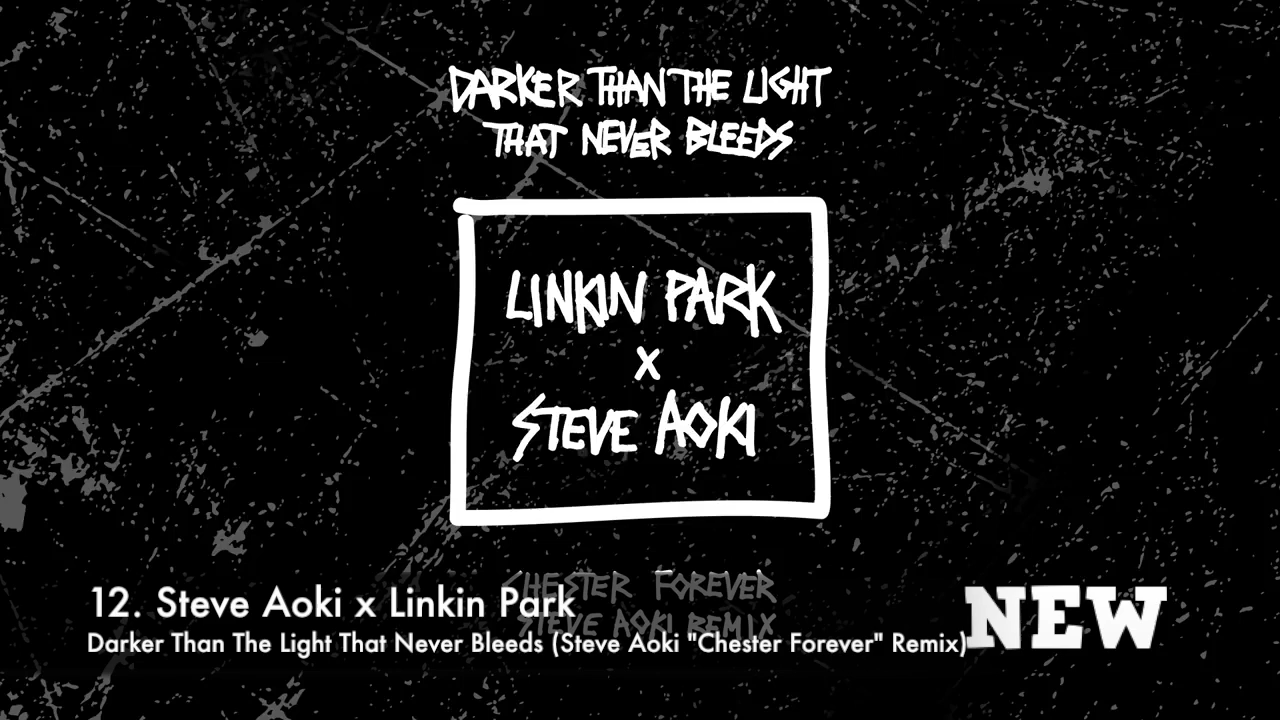 DARKER THAN THE LIGHT
THAT NEVER BLEEDS
LINKIN PARK
X
STEVE AOKI
CHESTER FOREVER
STEVE AOKI REMIX
12. Steve Aoki x Linkin Park
Darker Than The Light That Never Bleeds (Steve Aoki "Chester Forever" Remix)
NEW